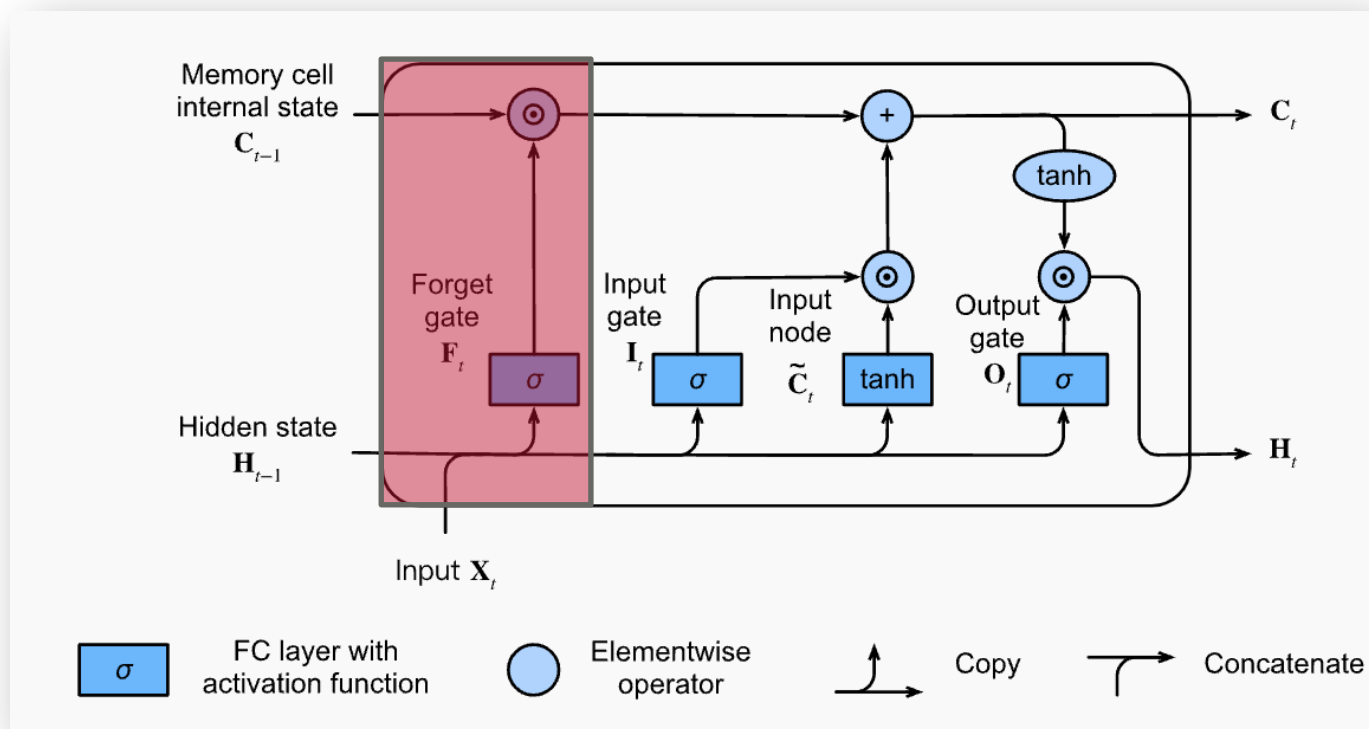 Memory cell
internal state
C_{t-1}
⊙
+
C_t
tanh
Forget
gate
F_t
σ
Input
gate
I_t
σ
⊙
Input
node
C̃_t
tanh
⊙
Output
gate
O_t
σ
Hidden state
H_{t-1}
H_t
Input X_t
σ
FC layer with
activation function
Elementwise
operator
Copy
Concatenate